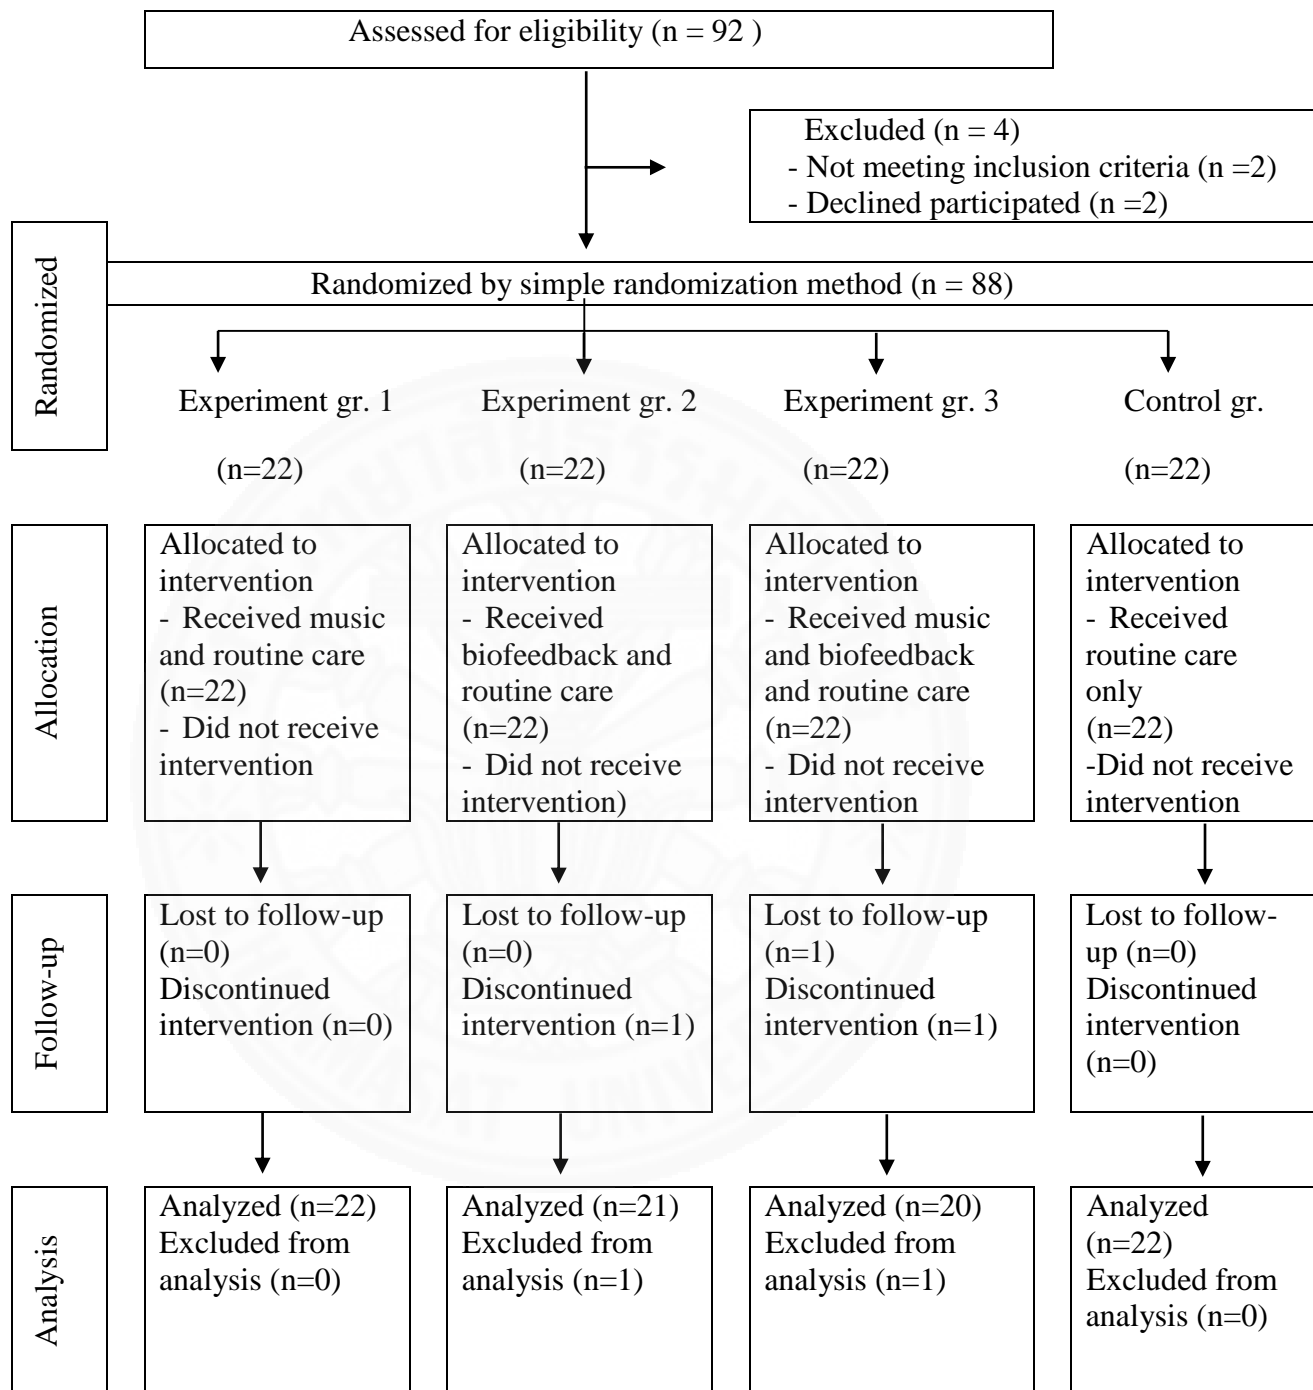 Assessed for eligibility (n = 92 )
Excluded (n = 4)
- Not meeting inclusion criteria (n =2)
- Declined participated (n =2)
Randomized
Randomized by simple randomization method (n = 88)
Experiment gr. 1
(n=22)
Experiment gr. 2
(n=22)
Experiment gr. 3
(n=22)
Control gr.
(n=22)
Allocation
Allocated to
intervention
- Received music
and routine care
(n=22)
- Did not receive
intervention
Allocated to
intervention
- Received
biofeedback and
routine care
(n=22)
- Did not receive
intervention)
Allocated to
intervention
- Received music
and biofeedback
and routine care
(n=22)
- Did not receive
intervention
Allocated to
intervention
- Received
routine care
only
(n=22)
-Did not receive
intervention
Follow-up
Lost to follow-up
(n=0)
Discontinued
intervention (n=0)
Lost to follow-up
(n=0)
Discontinued
intervention (n=1)
Lost to follow-up
(n=1)
Discontinued
intervention (n=1)
Lost to follow-
up (n=0)
Discontinued
intervention
(n=0)
Analysis
Analyzed (n=22)
Excluded from
analysis (n=0)
Analyzed (n=21)
Excluded from
analysis (n=1)
Analyzed (n=20)
Excluded from
analysis (n=1)
Analyzed
(n=22)
Excluded from
analysis (n=0)